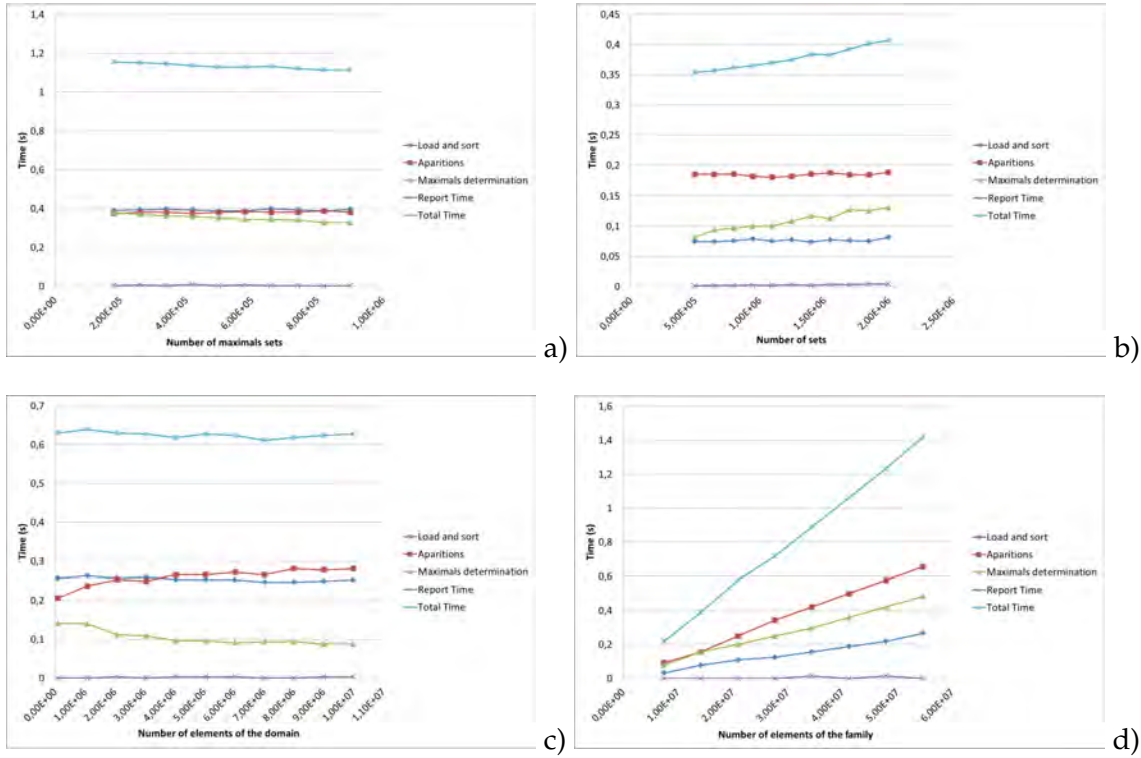 1,4
1,2
1
0,8
0,6
0,4
0,2
0
Time (s)
0,00E+00
2,00E+05
4,00E+05
6,00E+05
8,00E+05
1,00E+06
Number of maximals sets
Load and sort
Aparitions
Maximals determination
Report Time
Total Time
a)
0,45
0,4
0,35
0,3
0,25
0,2
0,15
0,1
0,05
0
Time (s)
0,00E+00
5,00E+05
1,00E+06
1,50E+06
2,00E+06
2,50E+06
Number of sets
Load and sort
Aparitions
Maximals determination
Report Time
Total Time
b)
0,7
0,6
0,5
0,4
0,3
0,2
0,1
0
Time (s)
0,00E+00
1,00E+06
2,00E+06
3,00E+06
4,00E+06
5,00E+06
6,00E+06
7,00E+06
8,00E+06
9,00E+06
1,00E+07
1,10E+07
Number of elements of the domain
Load and sort
Aparitions
Maximals determination
Report Time
Total Time
c)
1,6
1,4
1,2
1
0,8
0,6
0,4
0,2
0
Time (s)
0,00E+00
1,00E+07
2,00E+07
3,00E+07
4,00E+07
5,00E+07
6,00E+07
Number of elements of the family
Load and sort
Aparitions
Maximals determination
Report Time
Total Time
d)